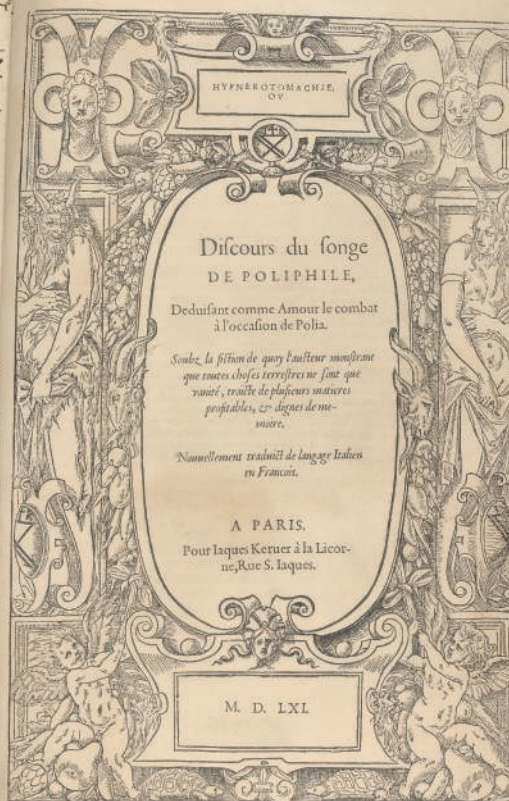 HYPNEROTOMACHIE,
OV
Diſcours du ſonge
DE POLIPHILE,
Deduiſant comme Amour le combat
à l'occaſion de Polia.
Soubz la fiction de quoy l'aucteur monſtrant
que toutes choſes terreſtres ne ſont que
vanité, traicte de pluſieurs matieres
profitables, & dignes de me-
moire.
Nouuellement traduict de langage Italien
en Francois.
A PARIS.
Pour Iaques Keruer à la Licor-
ne, Rue S. Iaques.
M. D. LXI.